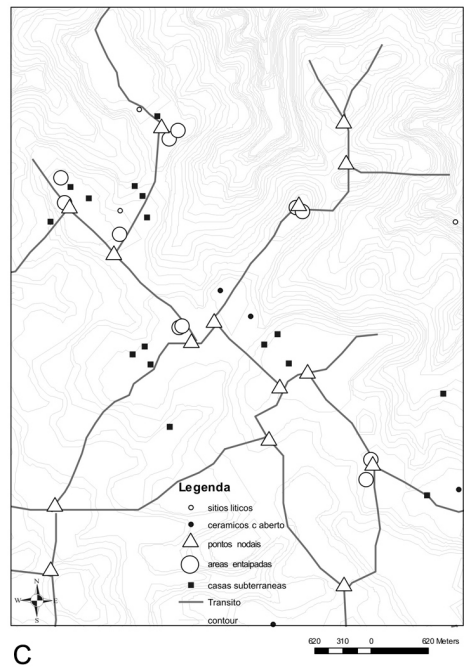 Legenda
sitios liticos
ceramicos c aberto
pontos nodais
areas entaipadas
casas subterraneas
Transito
contour
N
W E
S
620 310 0 620 Meters
C